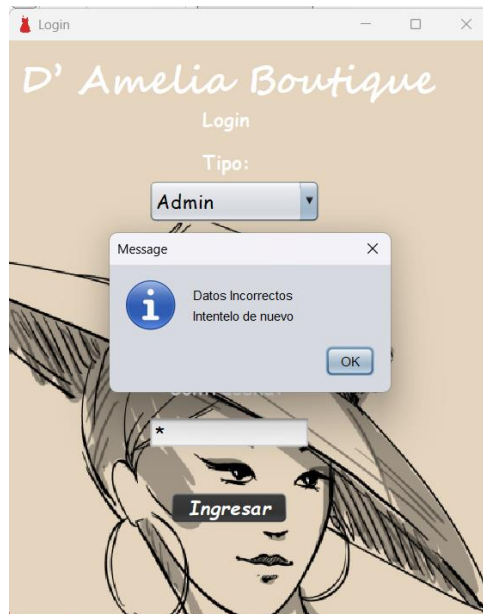 Login
D' Amelia Boutique
Login
Tipo:
Admin
Message
Datos Incorrectos
Intentelo de nuevo
OK
*
Ingresar